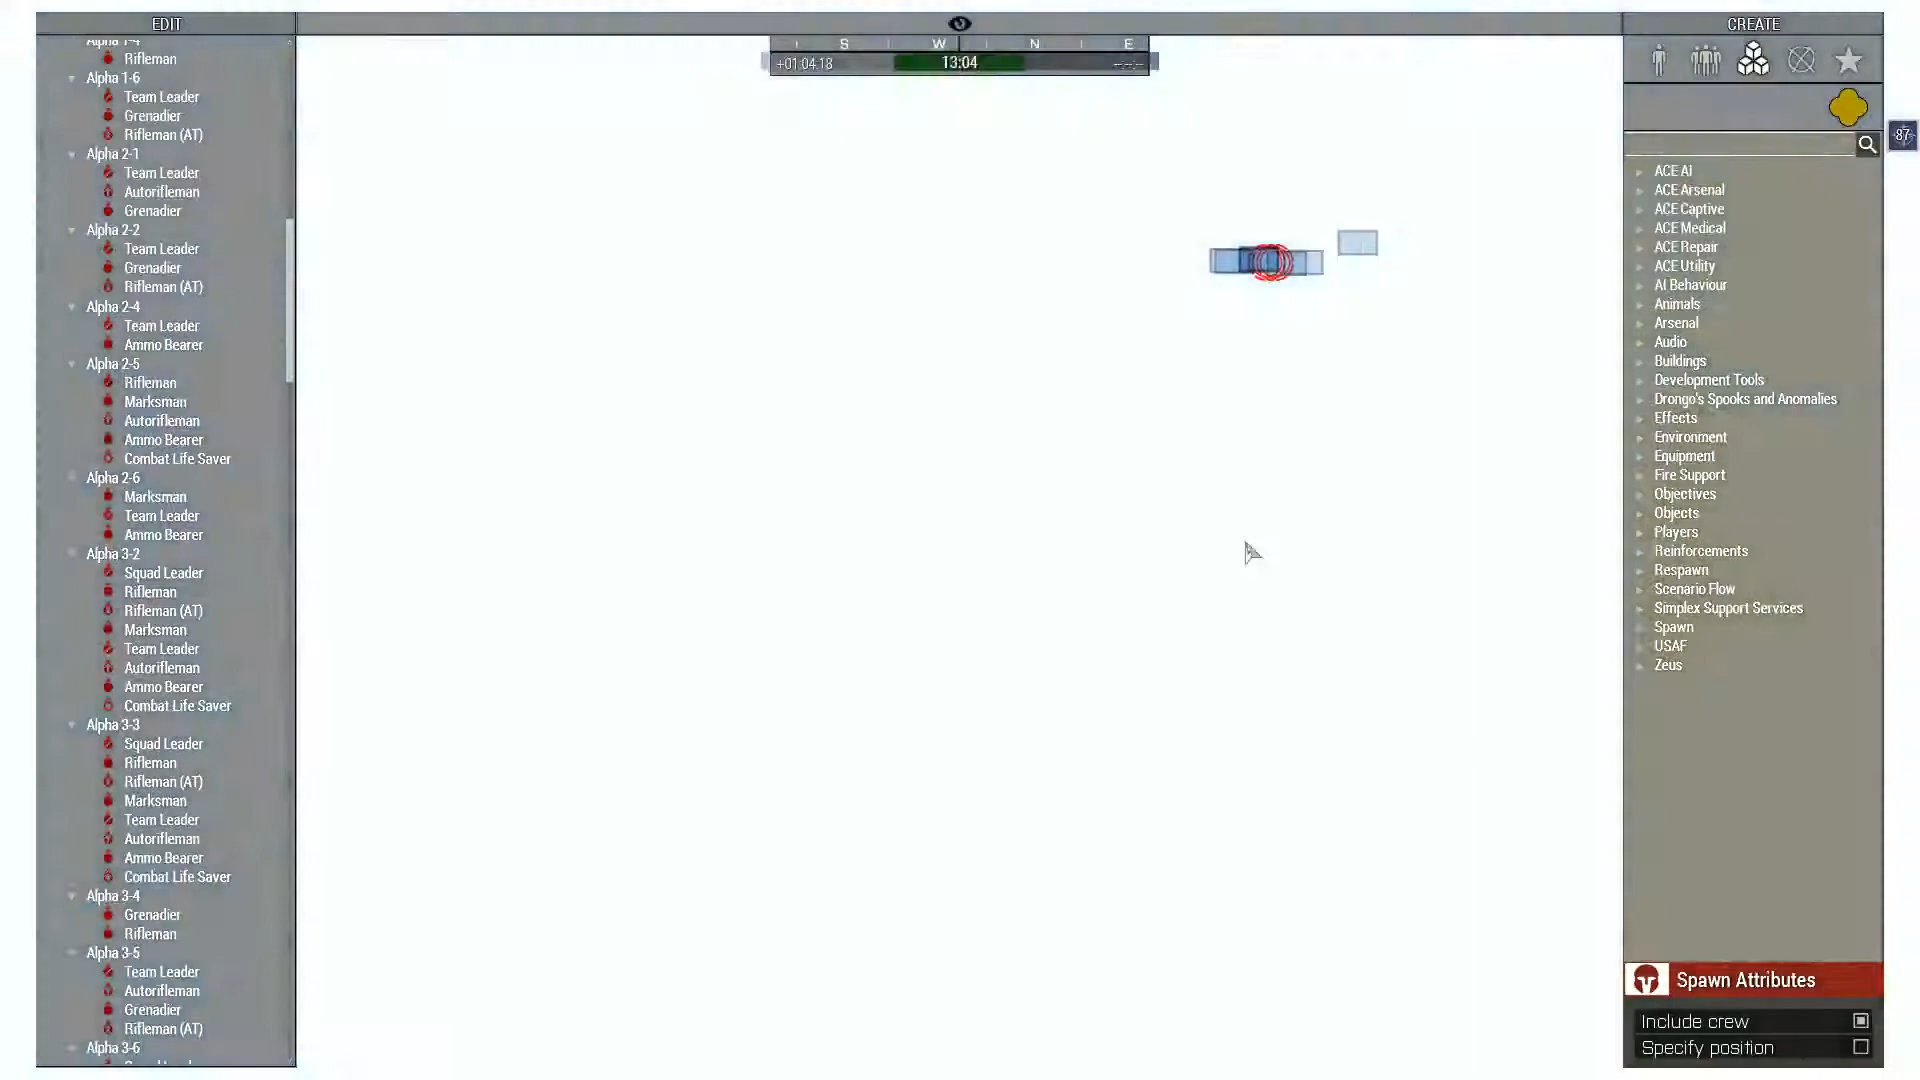 EDIT
Alpha 1-4
Rifleman
Alpha 1-6
Team Leader
Grenadier
Rifleman (AT)
Alpha 2-1
Team Leader
Autorifleman
Grenadier
Alpha 2-2
Team Leader
Grenadier
Rifleman (AT)
Alpha 2-4
Team Leader
Ammo Bearer
Alpha 2-5
Rifleman
Marksman
Autorifleman
Ammo Bearer
Combat Life Saver
Alpha 2-6
Marksman
Team Leader
Ammo Bearer
Alpha 3-2
Squad Leader
Rifleman
Rifleman (AT)
Marksman
Team Leader
Autorifleman
Ammo Bearer
Combat Life Saver
Alpha 3-3
Squad Leader
Rifleman
Rifleman (AT)
Marksman
Team Leader
Autorifleman
Ammo Bearer
Combat Life Saver
Alpha 3-4
Grenadier
Rifleman
Alpha 3-5
Team Leader
Autorifleman
Grenadier
Rifleman (AT)
Alpha 3-6
S W N E
+01:04:18 13:04 --:--
CREATE
87
ACE AI
ACE Arsenal
ACE Captive
ACE Medical
ACE Repair
ACE Utility
AI Behaviour
Animals
Arsenal
Audio
Buildings
Development Tools
Drongo's Spooks and Anomalies
Effects
Environment
Equipment
Fire Support
Objectives
Objects
Players
Reinforcements
Respawn
Scenario Flow
Simplex Support Services
Spawn
USAF
Zeus
Spawn Attributes
Include crew
Specify position